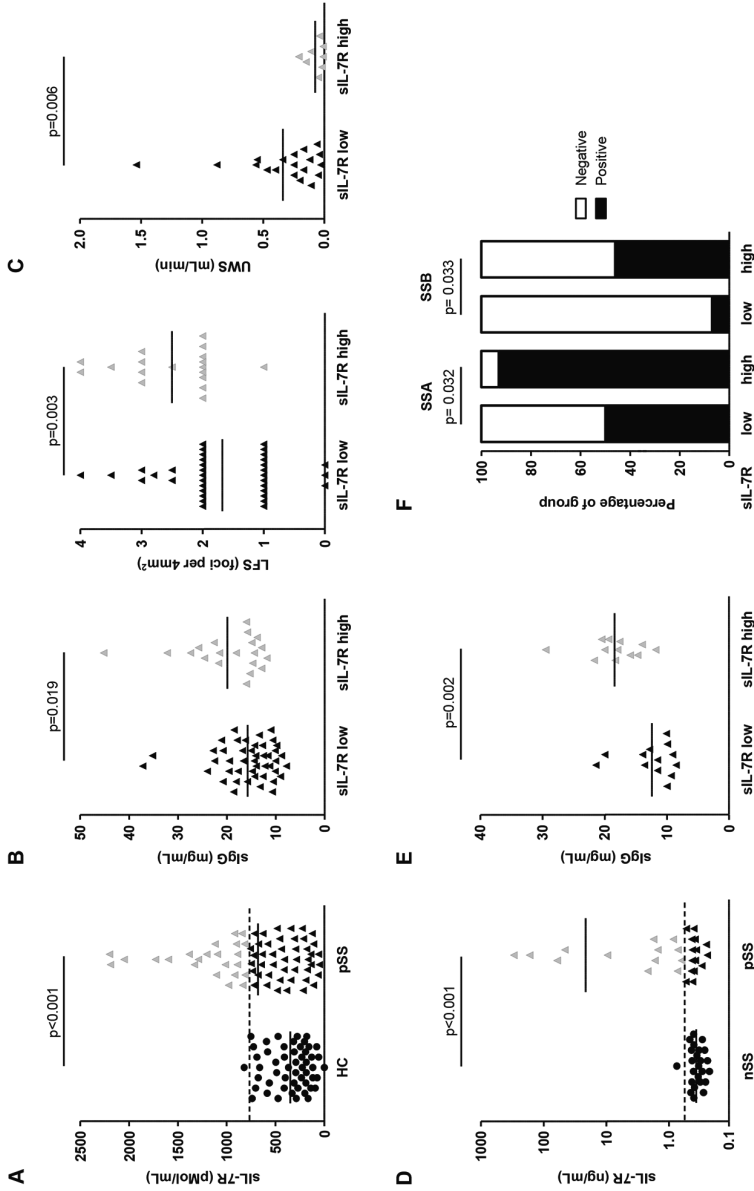 A
sIL-7R (pMol/mL)
2500
2000
1500
1000
500
0
p<0.001
HC
pSS
B
sIgG (mg/mL)
50
40
30
20
10
0
p=0.019
sIL-7R low
sIL-7R high
LFS (foci per 4mm²)
4
3
2
1
0
p=0.003
sIL-7R low
sIL-7R high
C
UWS (mL/min)
2.0
1.5
1.0
0.5
0.0
p=0.006
sIL-7R low
sIL-7R high
D
sIL-7R (ng/mL)
1000
100
10
1.0
0.1
p<0.001
nSS
pSS
E
sIgG (mg/mL)
40
30
20
10
0
p=0.002
sIL-7R low
sIL-7R high
F
Percentage of group
100
80
60
40
20
0
SSA
p= 0.032
SSB
p= 0.033
sIL-7R
low
high
low
high
Negative
Positive